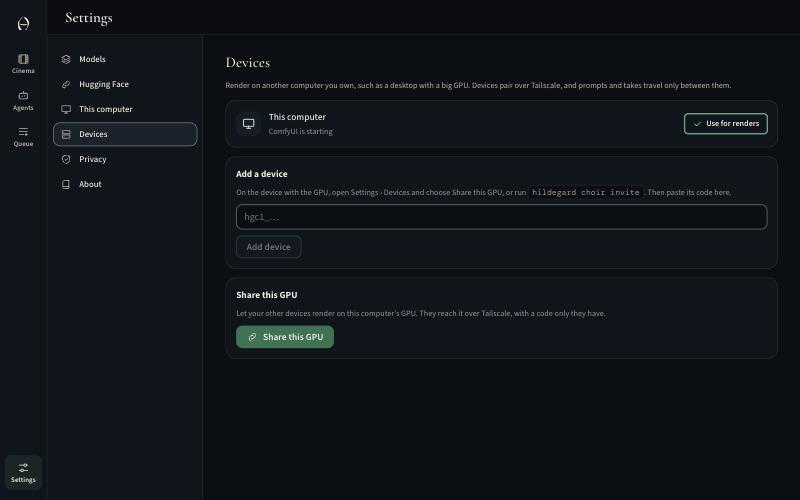 Settings
Cinema
Agents
Queue
Settings
Models
Hugging Face
This computer
Devices
Privacy
About
Devices
Render on another computer you own, such as a desktop with a big GPU. Devices pair over Tailscale, and prompts and takes travel only between them.
This computer
ComfyUI is starting
Use for renders
Add a device
On the device with the GPU, open Settings › Devices and choose Share this GPU, or run hildegard choir invite . Then paste its code here.
hgc1_...
Add device
Share this GPU
Let your other devices render on this computer's GPU. They reach it over Tailscale, with a code only they have.
Share this GPU